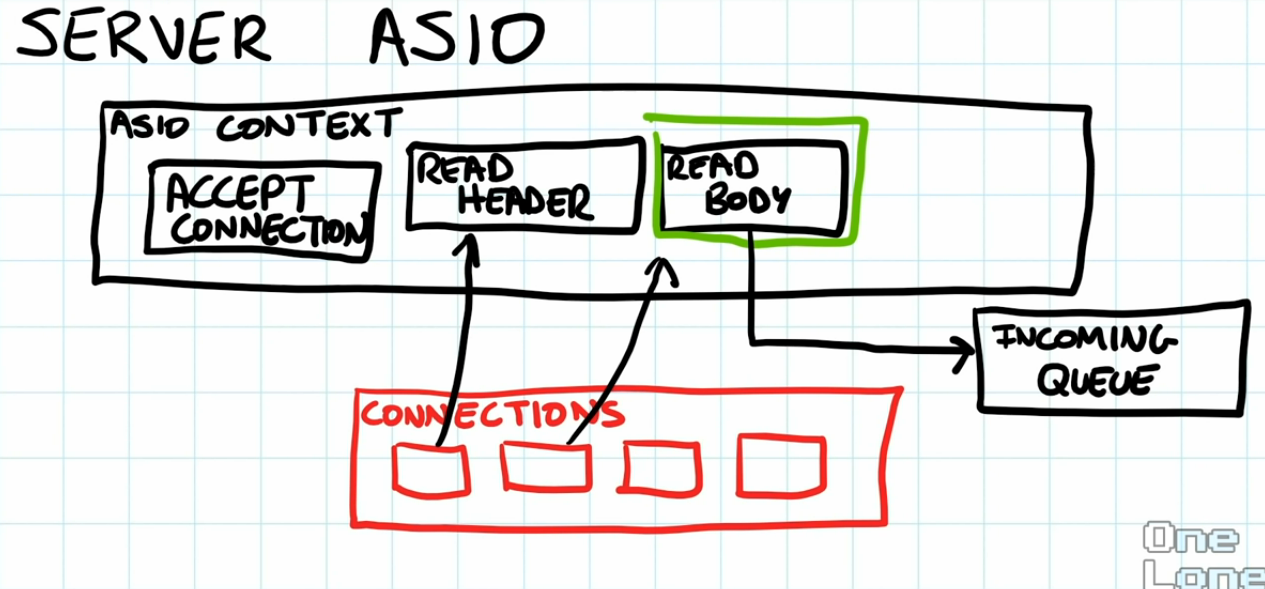 SERVER ASIO
ASIO CONTEXT
ACCEPT
CONNECTION
READ
HEADER
READ
BODY
INCOMING
QUEUE
CONNECTIONS
One
Lone